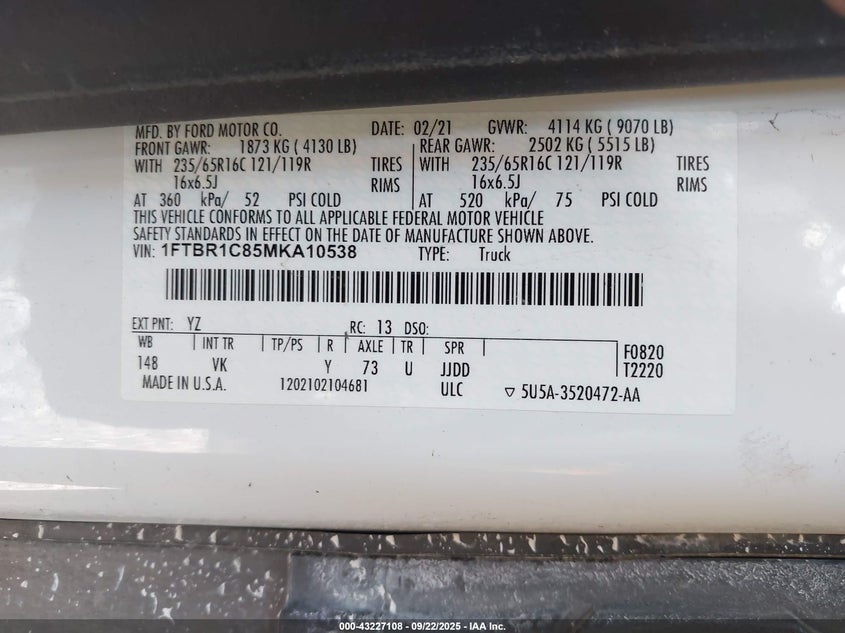 MFD. BY FORD MOTOR CO. DATE: 02/21 GVWR: 4114 KG ( 9070 LB)
FRONT GAWR: 1873 KG ( 4130 LB) REAR GAWR: 2502 KG ( 5515 LB)
WITH 235/65R16C 121/119R TIRES WITH 235/65R16C 121/119R TIRES
16x6.5J RIMS 16x6.5J RIMS
AT 360 kPa/ 52 PSI COLD AT 520 kPa/ 75 PSI COLD
THIS VEHICLE CONFORMS TO ALL APPLICABLE FEDERAL MOTOR VEHICLE
SAFETY STANDARDS IN EFFECT ON THE DATE OF MANUFACTURE SHOWN ABOVE.
VIN: 1FTBR1C85MKA10538 TYPE: Truck
EXT PNT: YZ RC: 13 DSO:
WB INT TR TP/PS R AXLE TR SPR F0820
148 VK Y 73 U JJDD T2220
MADE IN U.S.A. 1202102104681 ULC 5U5A-3520472-AA
000-43227108 - 09/22/2025 - IAA Inc.